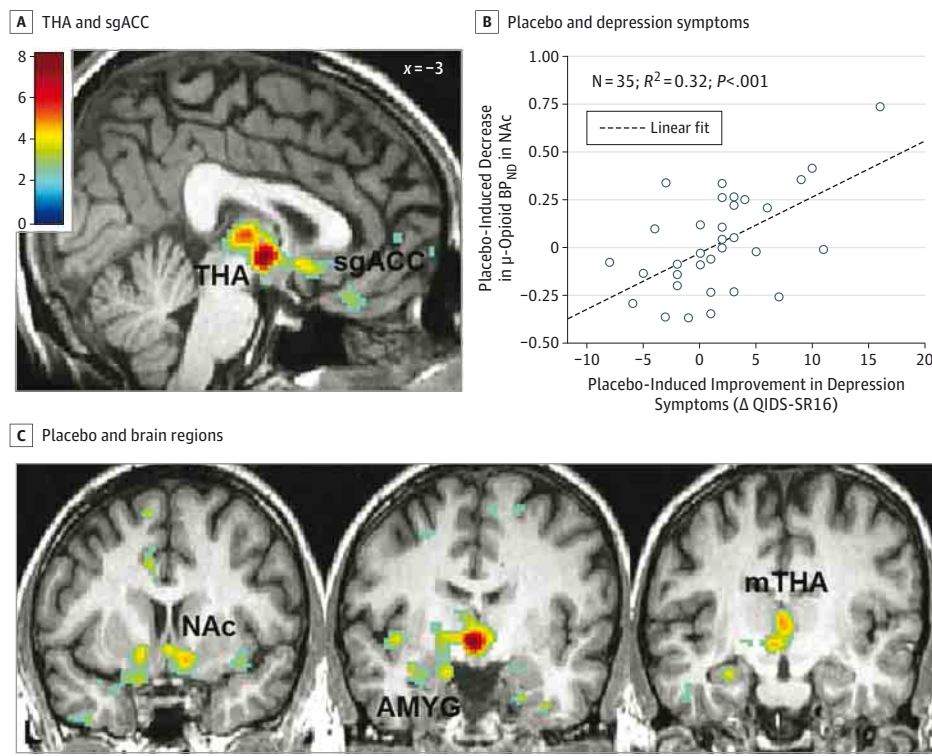 A THA and sgACC
8
6
4
2
0
x = −3
THA
sgACC
B Placebo and depression symptoms
Placebo-Induced Decrease
in μ-Opioid BPND in NAc
1.00
0.75
0.50
0.25
0
−0.25
−0.50
N = 35; R2 = 0.32; P<.001
Linear fit
−10 −5 0 5 10 15 20
Placebo-Induced Improvement in Depression
Symptoms (Δ QIDS-SR16)
C Placebo and brain regions
NAc
AMYG
mTHA
L